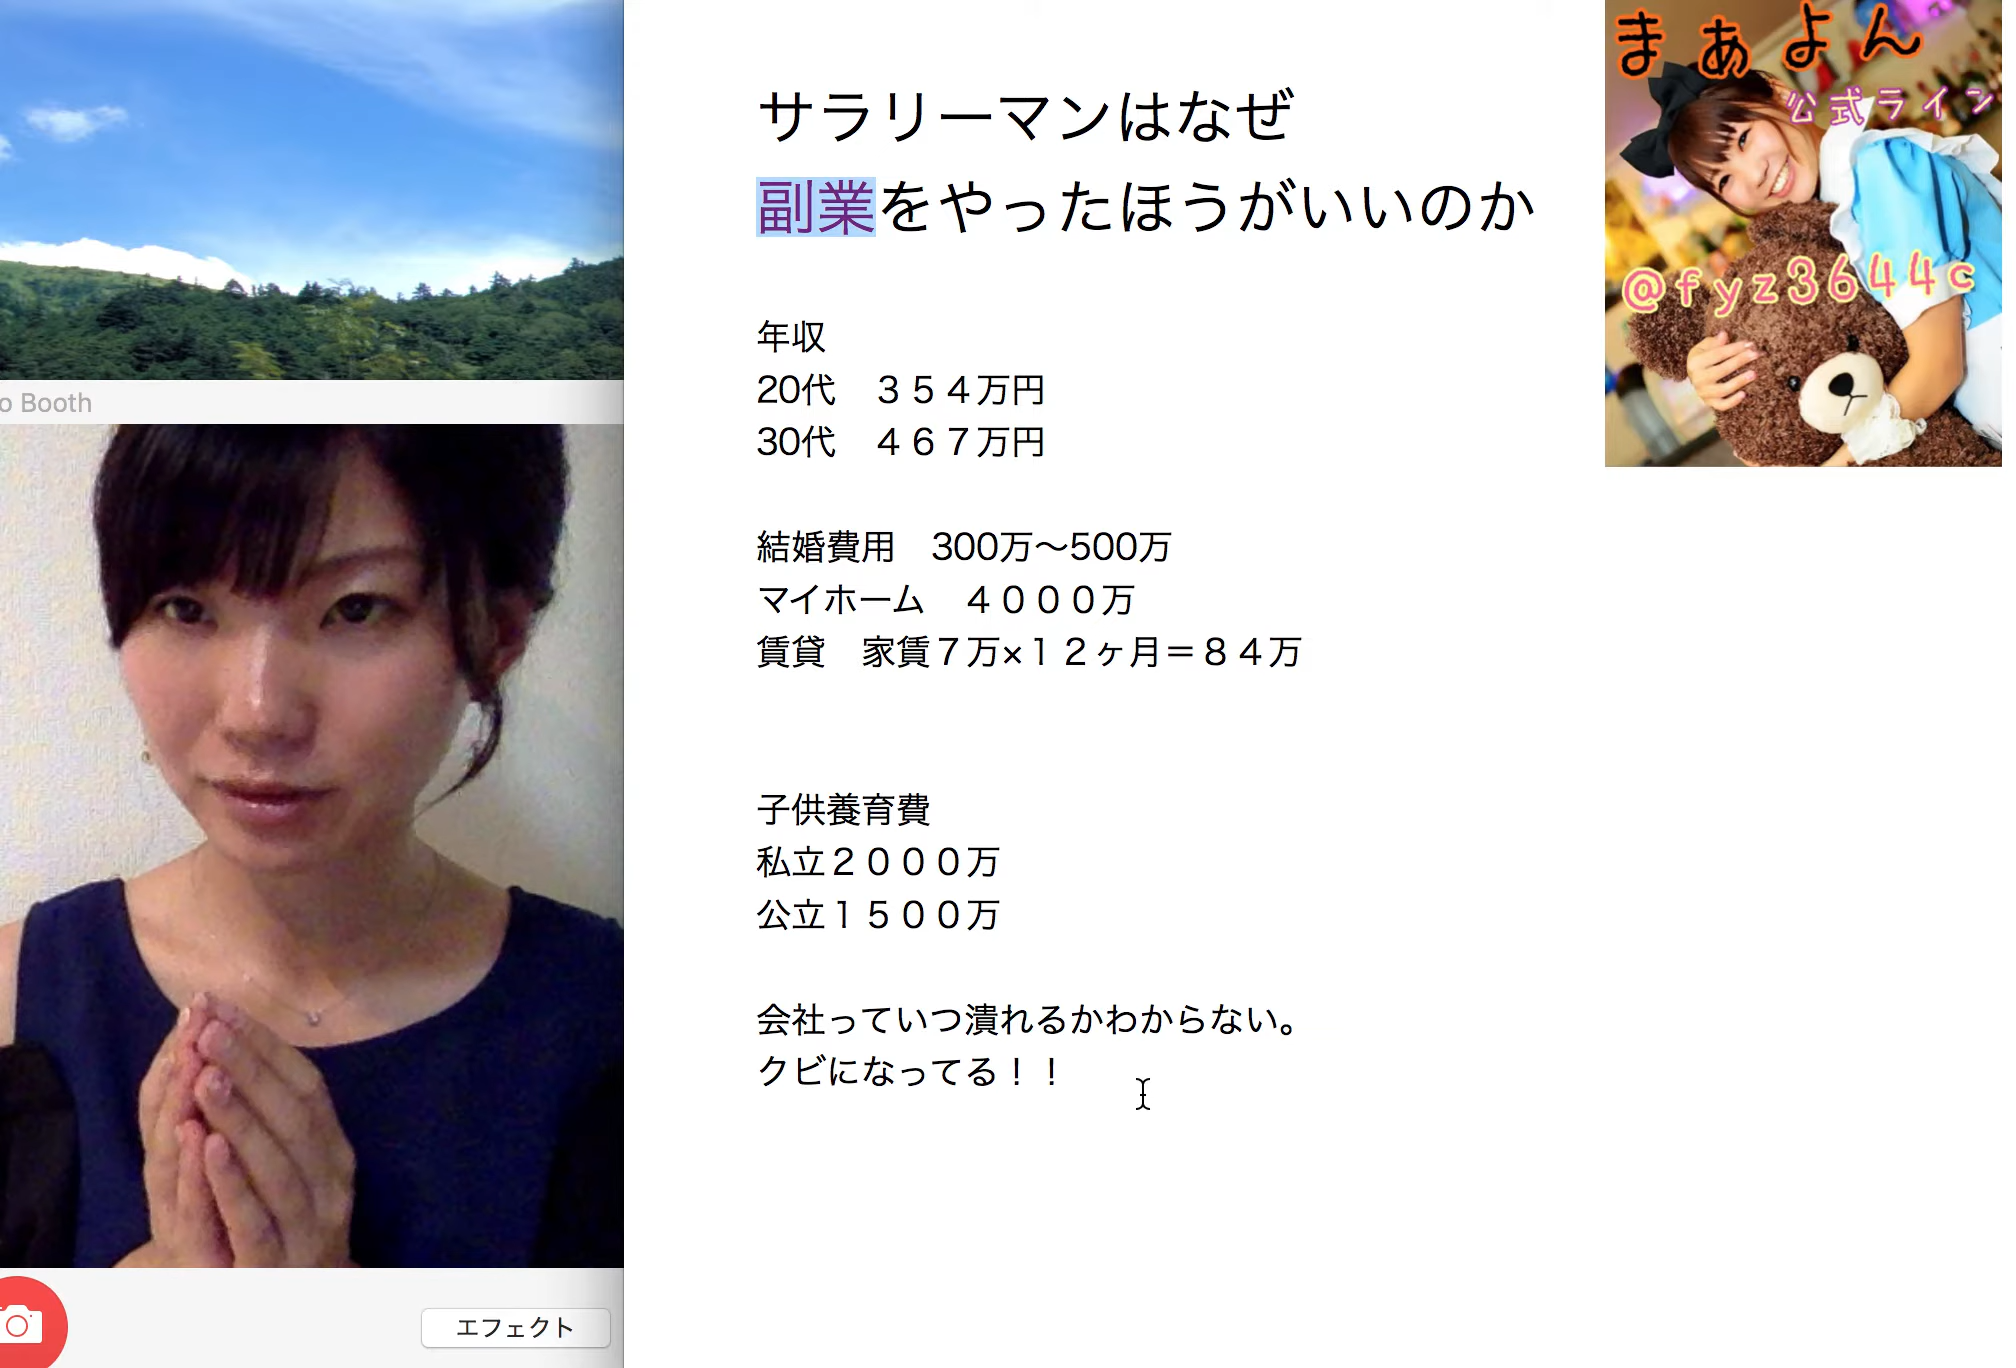 o Booth
エフェクト
サラリーマンはなぜ
副業をやったほうがいいのか
年収
20代　３５４万円
30代　４６７万円
結婚費用　300万〜500万
マイホーム　４０００万
賃貸　家賃７万×１２ヶ月＝８４万
子供養育費
私立２０００万
公立１５００万
会社っていつ潰れるかわからない。
クビになってる！！
まぁよん
公式ライン
@fyz3644c